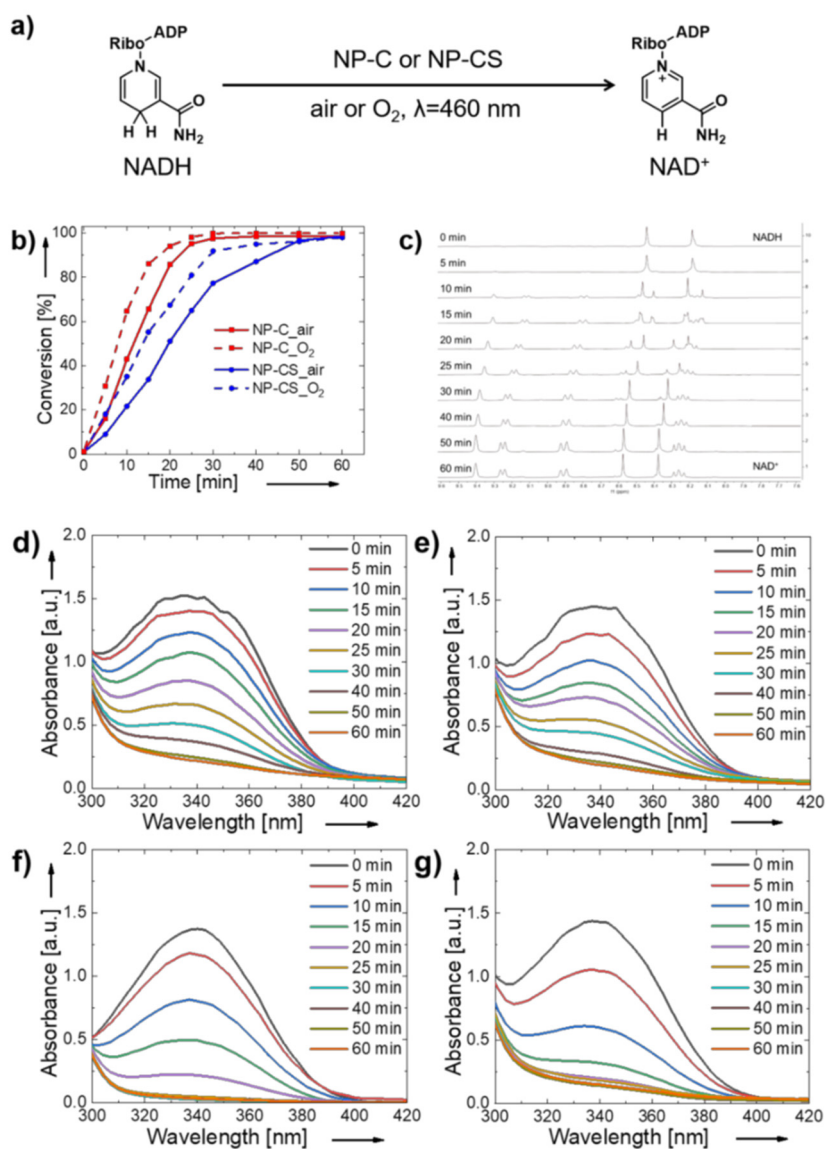 a)
Ribo ADP
N
O
H H
NH₂
NADH
NP-C or NP-CS
air or O₂, λ=460 nm
Ribo ADP
N
+
O
H
NH₂
NAD⁺
b)
Conversion [%]
100
80
60
40
20
0
NP-C_air
NP-C_O₂
NP-CS_air
NP-CS_O₂
0 10 20 30 40 50 60
Time [min]
c)
0 min
NADH
5 min
10 min
15 min
20 min
25 min
30 min
40 min
50 min
60 min
NAD⁺
d)
Absorbance [a.u.]
2.0
1.5
1.0
0.5
0.0
0 min
5 min
10 min
15 min
20 min
25 min
30 min
40 min
50 min
60 min
300 320 340 360 380 400 420
Wavelength [nm]
e)
Absorbance [a.u.]
2.0
1.5
1.0
0.5
0.0
0 min
5 min
10 min
15 min
20 min
25 min
30 min
40 min
50 min
60 min
300 320 340 360 380 400 420
Wavelength [nm]
f)
Absorbance [a.u.]
2.0
1.5
1.0
0.5
0.0
0 min
5 min
10 min
15 min
20 min
25 min
30 min
40 min
50 min
60 min
300 320 340 360 380 400 420
Wavelength [nm]
g)
Absorbance [a.u.]
2.0
1.5
1.0
0.5
0.0
0 min
5 min
10 min
15 min
20 min
25 min
30 min
40 min
50 min
60 min
300 320 340 360 380 400 420
Wavelength [nm]